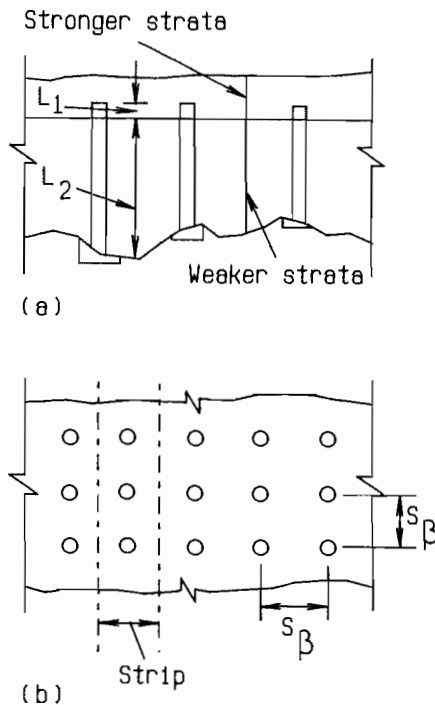 Stronger strata
L1
L2
Weaker strata
(a)
Sβ
Sβ
Strip
(b)